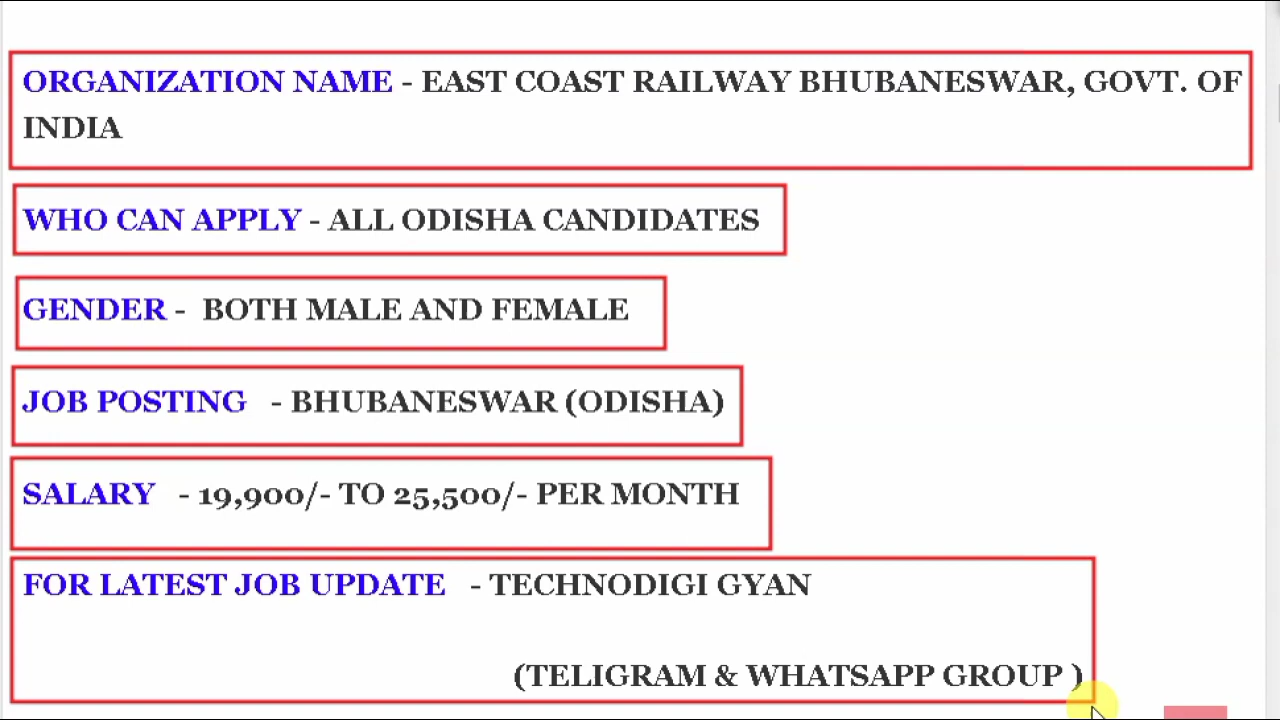 ORGANIZATION NAME - EAST COAST RAILWAY BHUBANESWAR, GOVT. OF
INDIA
WHO CAN APPLY - ALL ODISHA CANDIDATES
GENDER - BOTH MALE AND FEMALE
JOB POSTING - BHUBANESWAR (ODISHA)
SALARY - 19,900/- TO 25,500/- PER MONTH
FOR LATEST JOB UPDATE - TECHNODIGI GYAN
(TELIGRAM & WHATSAPP GROUP )